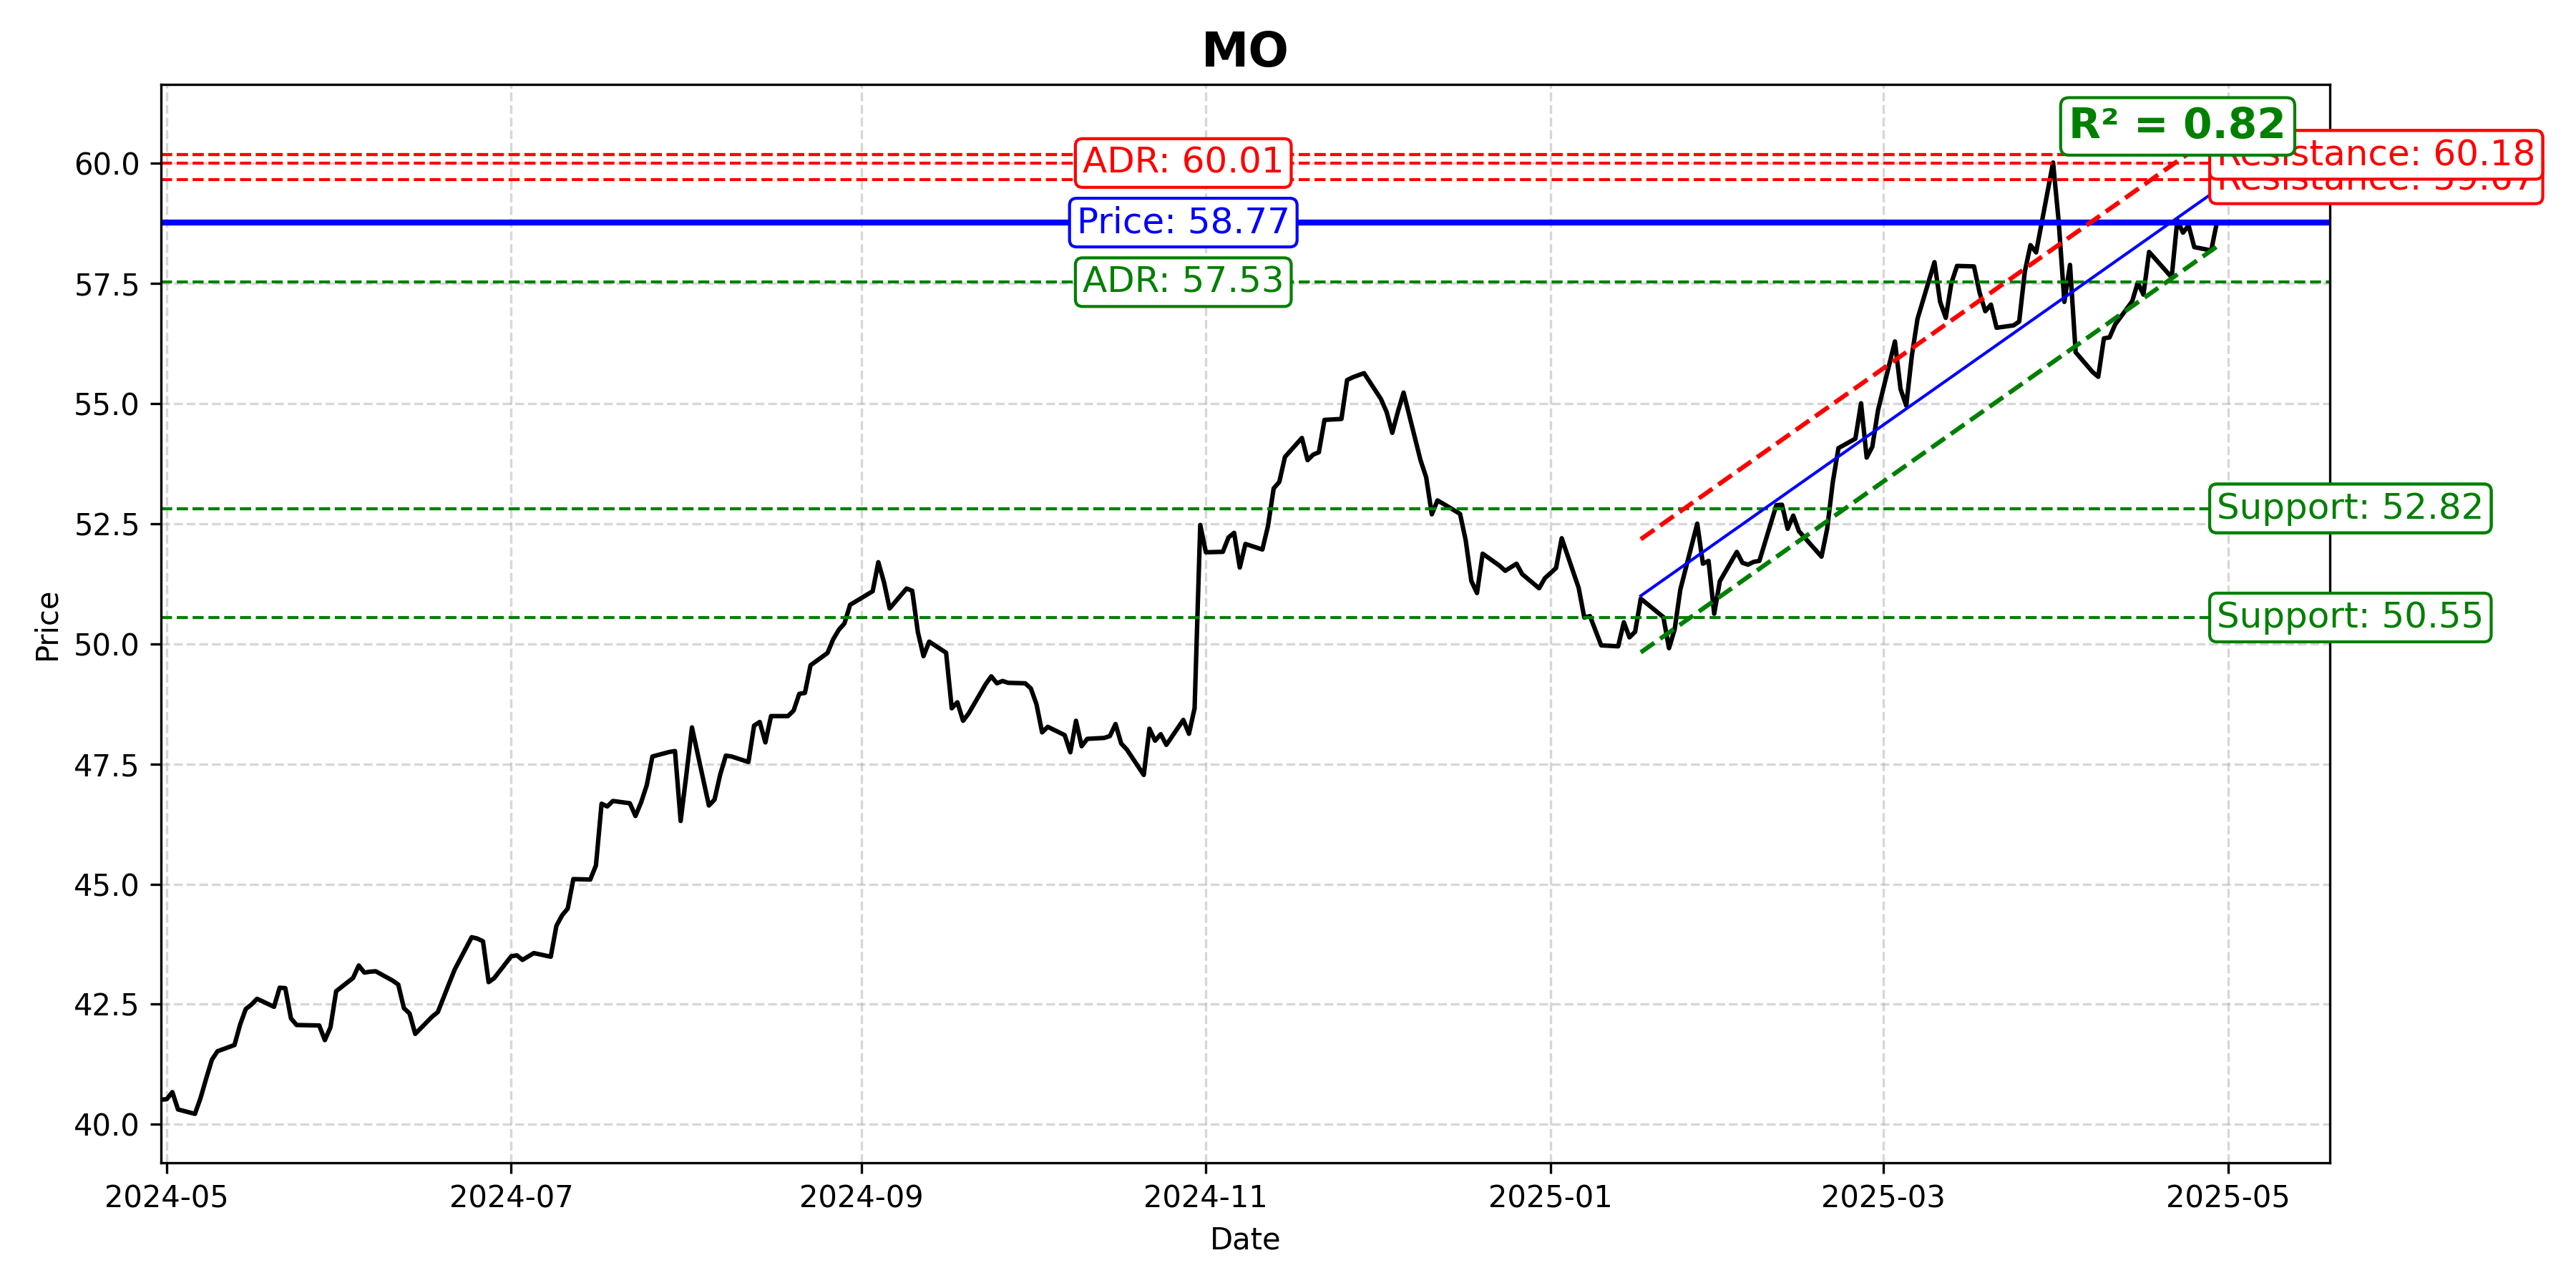 MO
R² = 0.82
Resistance: 60.18
ADR: 60.01
60.0
Price: 58.77
ADR: 57.53
57.5
55.0
Support: 52.82
52.5
Support: 50.55
50.0
47.5
45.0
42.5
40.0
Price
2024-05
2024-07
2024-09
2024-11
2025-01
2025-03
2025-05
Date